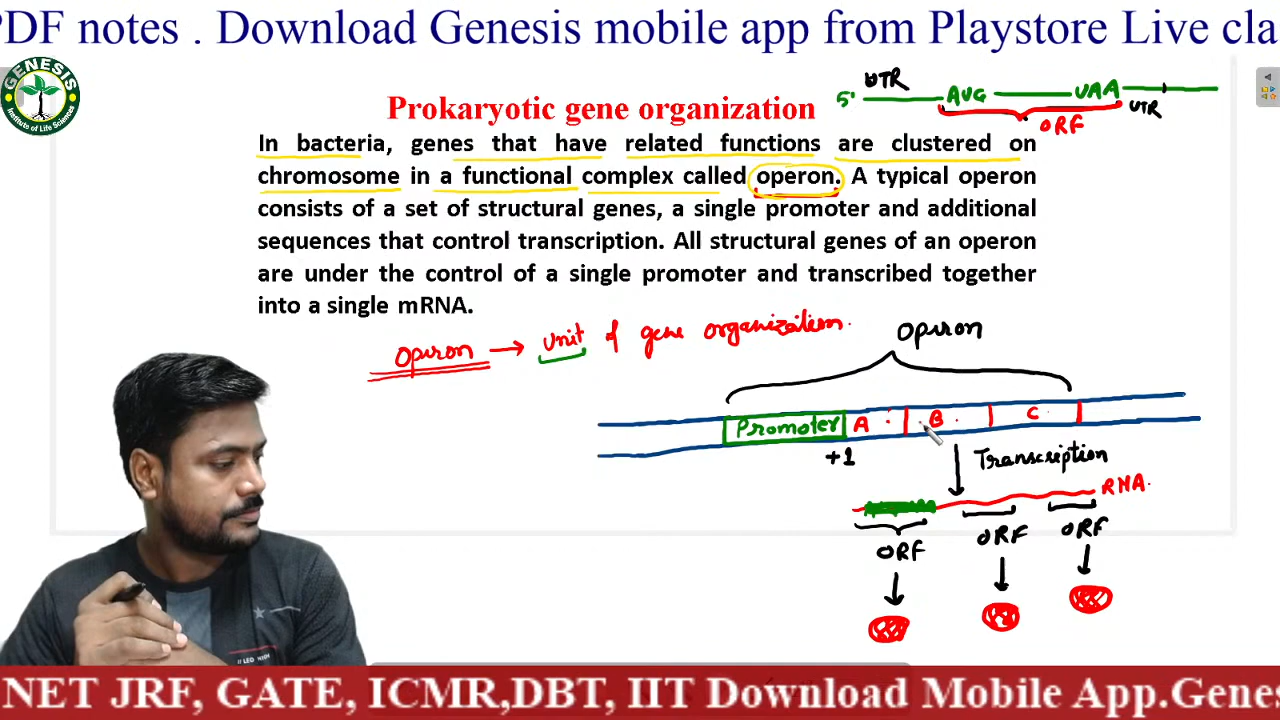 PDF notes . Download Genesis mobile app from Playstore Live cla
GENESIS
Institute of Life Sciences
UTR
5' AUG UAA
UTR
ORF
Prokaryotic gene organization
In bacteria, genes that have related functions are clustered on
chromosome in a functional complex called operon. A typical operon
consists of a set of structural genes, a single promoter and additional
sequences that control transcription. All structural genes of an operon
are under the control of a single promoter and transcribed together
into a single mRNA.
Operon → Unit of gene organization.
Operon
Promoter A B C
+1
Transcription
RNA
ORF ORF ORF
NET JRF, GATE, ICMR,DBT, IIT Download Mobile App.Genes